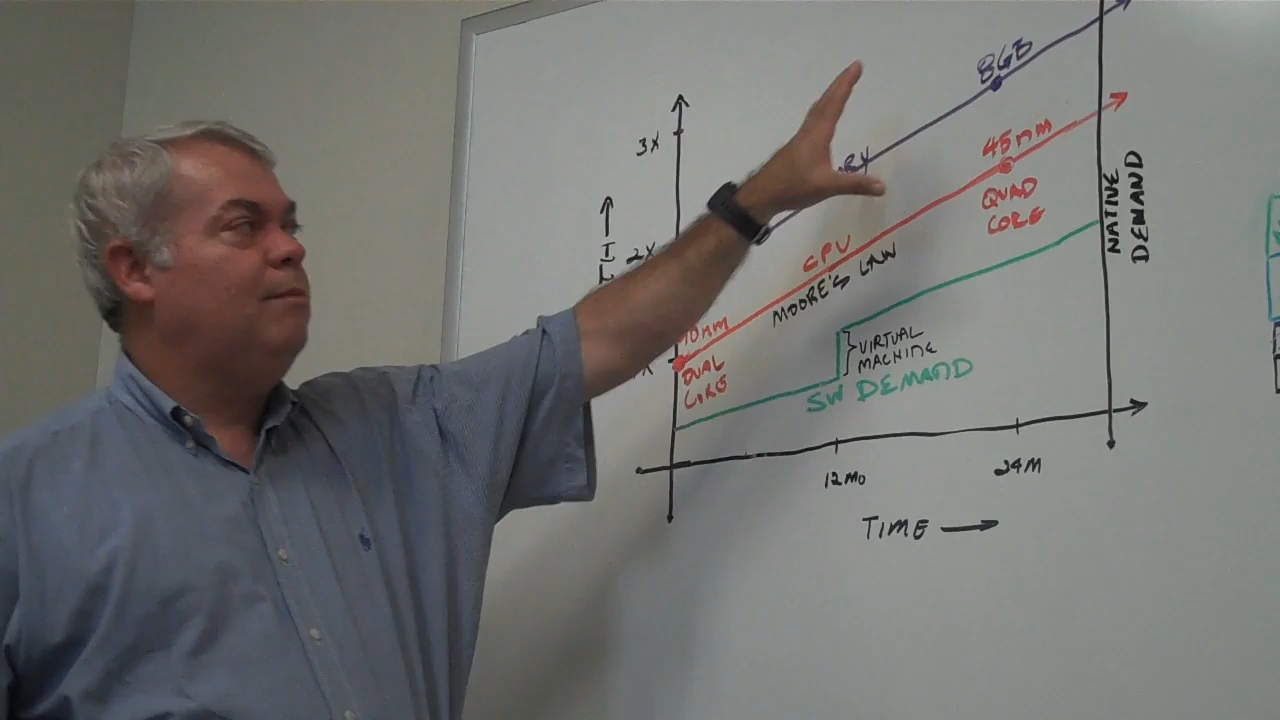 8GB
3X
45nm
2X
QUAD
CORE
CPU
MOORE'S LAW
NATIVE
DEMAND
DUAL
CORE
VIRTUAL
MACHINE
SW DEMAND
12MO
24M
TIME